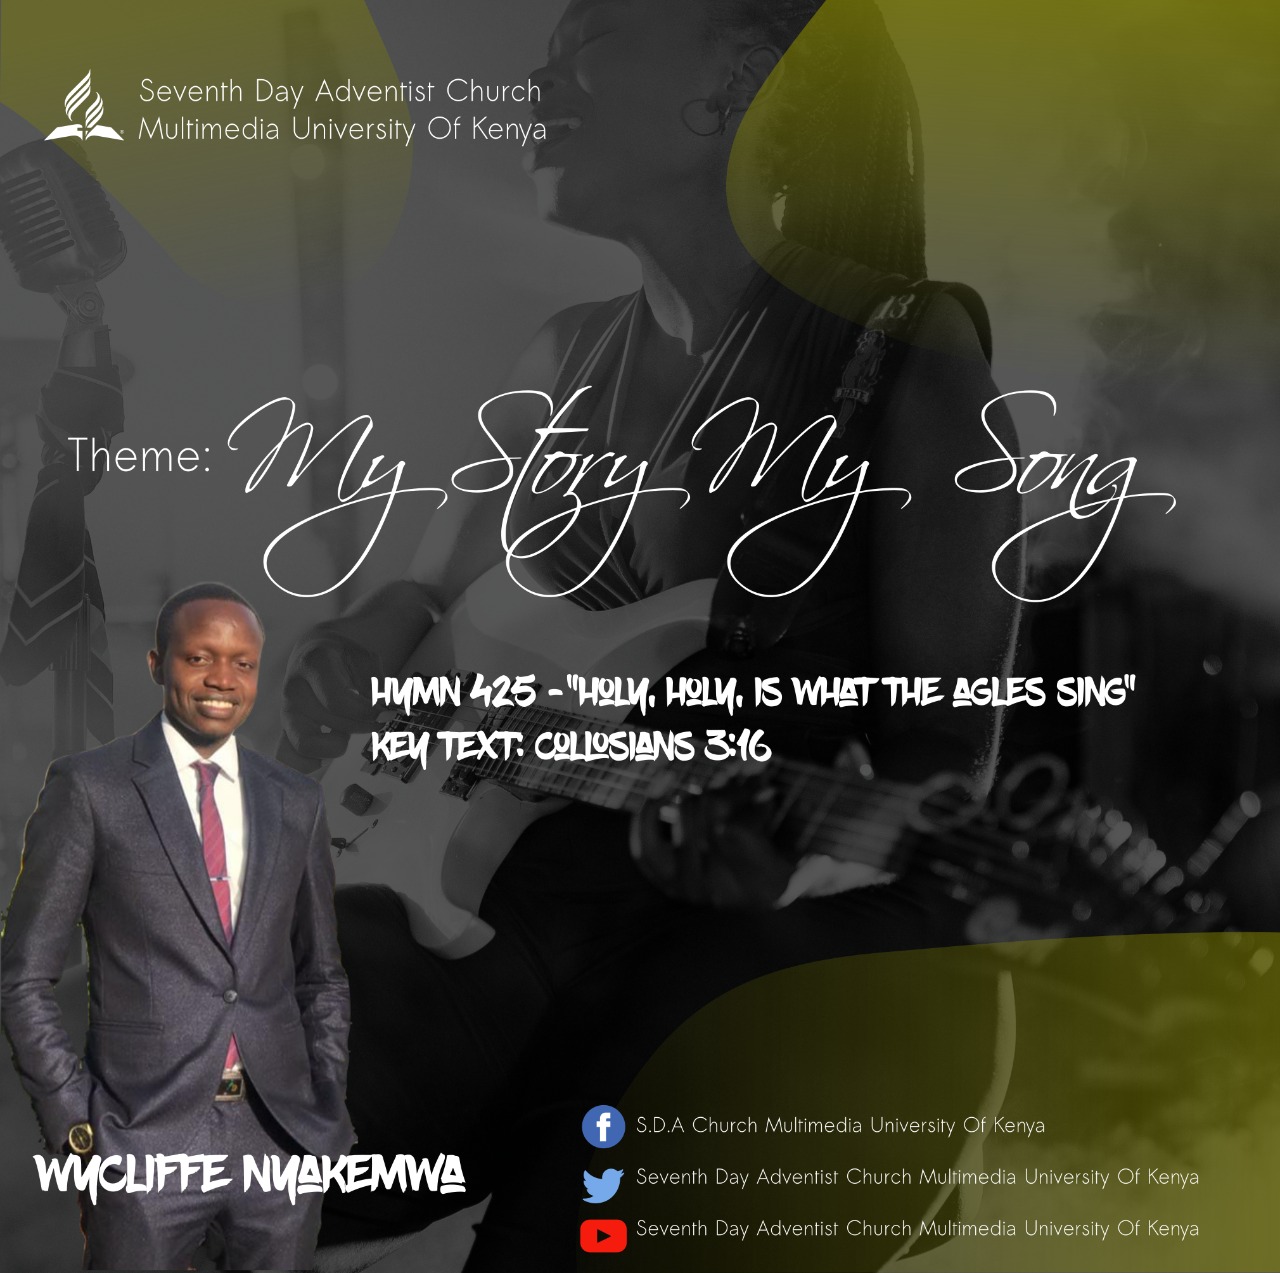 Seventh Day Adventist Church
Multimedia University Of Kenya
13
Theme: My Story My Song
HYMN 425 -"HOLY, HOLY, IS WHAT THE AGLES SING"
KEY TEXT: COLLOSIANS 3:16
WYCLIFFE NYAKEMWA
S.D.A Church Multimedia University Of Kenya
Seventh Day Adventist Church Multimedia University Of Kenya
Seventh Day Adventist Church Multimedia University Of Kenya